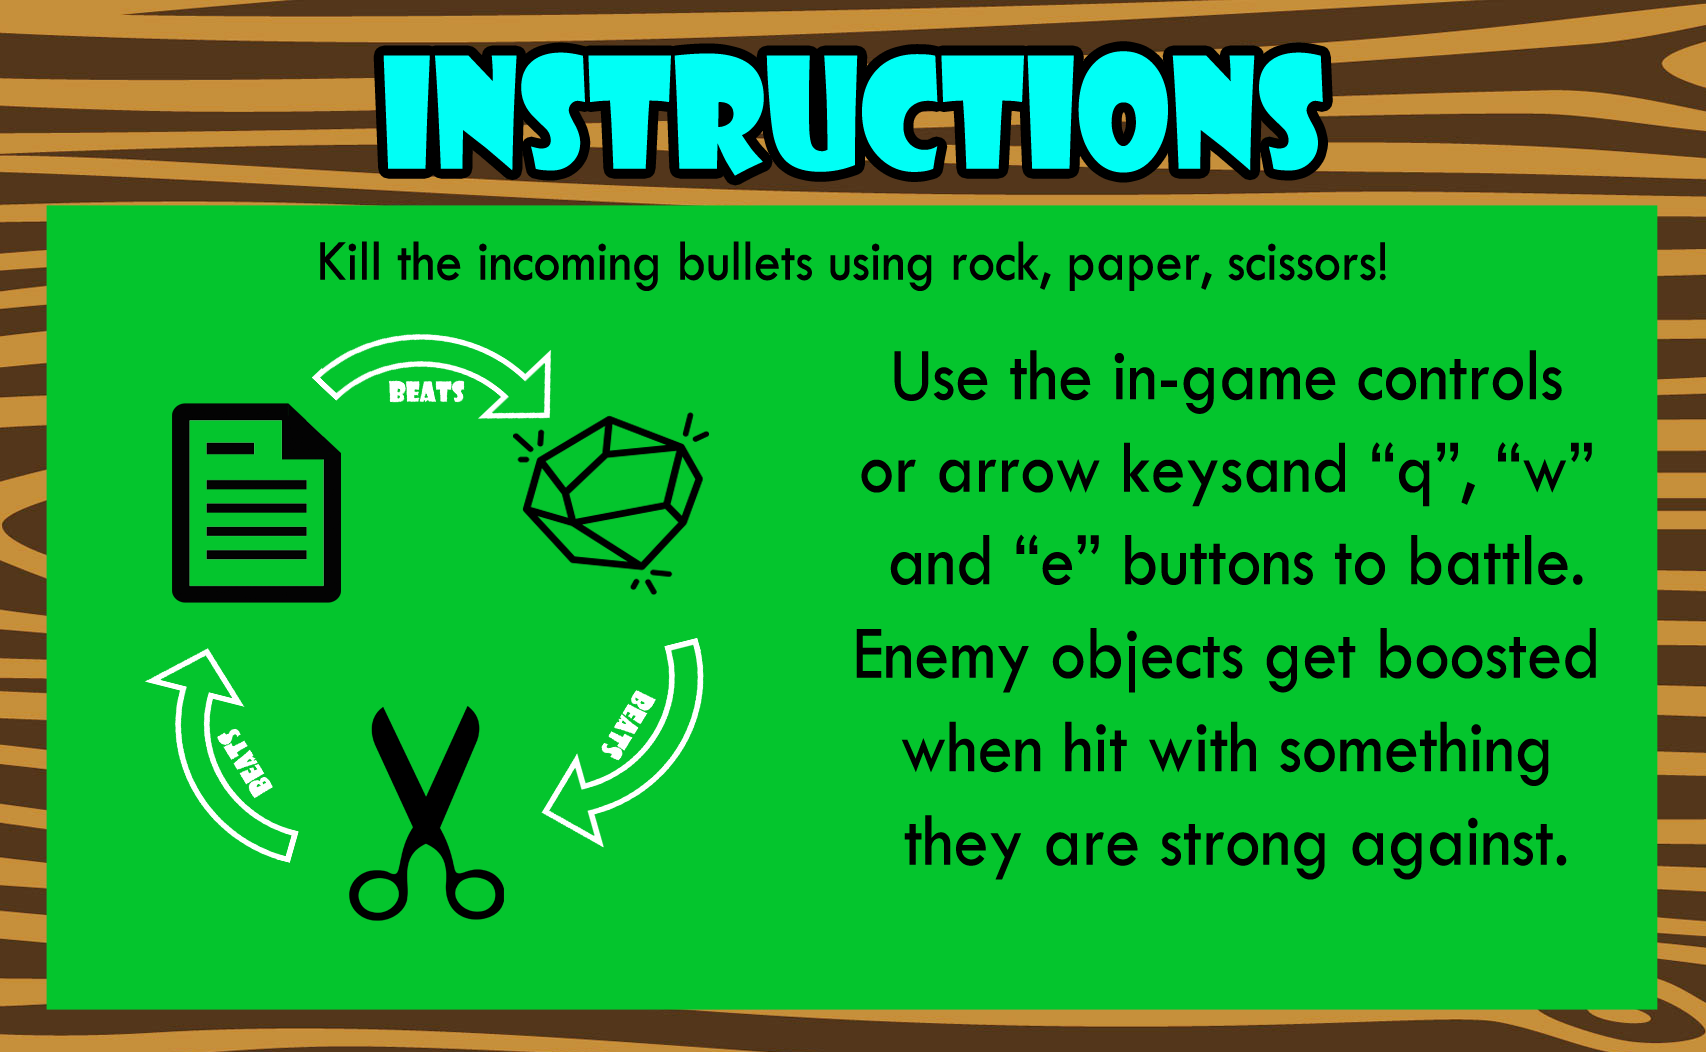 INSTRUCTIONS
Kill the incoming bullets using rock, paper, scissors!
BEATS
BEATS
BEATS
Use the in-game controls
or arrow keysand “q”, “w”
and “e” buttons to battle.
Enemy objects get boosted
when hit with something
they are strong against.